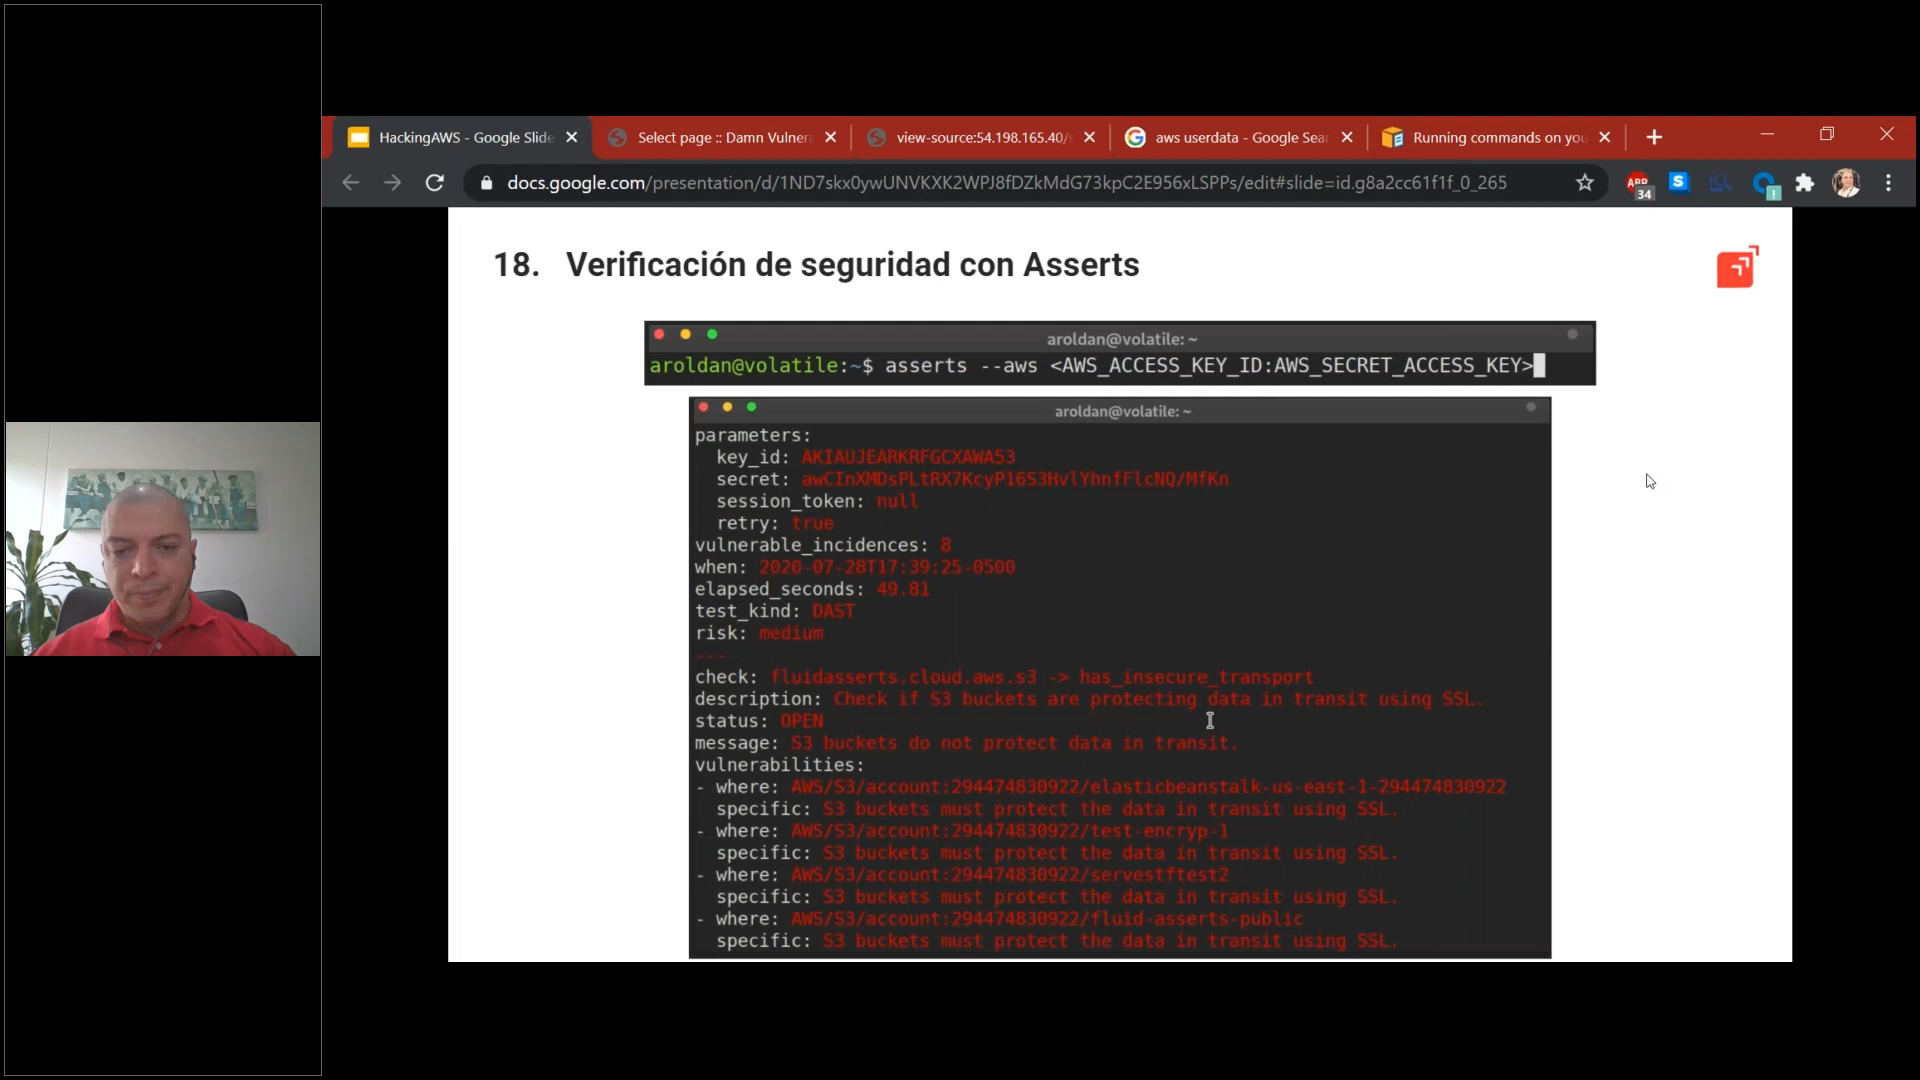 HackingAWS - Google Slide
Select page :: Damn Vulnera
view-source:54.198.165.40/
aws userdata - Google Sear
Running commands on you
docs.google.com/presentation/d/1ND7skx0ywUNVKXK2WPJ8fDZkMdG73kpC2E956xLSPPs/edit#slide=id.g8a2cc61f1f_0_265
ABP
34
S
18. Verificación de seguridad con Asserts
aroldan@volatile: ~
aroldan@volatile:~$ asserts --aws <AWS_ACCESS_KEY_ID:AWS_SECRET_ACCESS_KEY>
aroldan@volatile: ~
parameters:
key_id: AKIAUJEARKRFGCXAWA53
secret: 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
session_token: null
retry: true
vulnerable_incidences: 8
when: 2020-07-28T17:39:25-0500
elapsed_seconds: 49.81
test_kind: DAST
risk: medium
---
check: fluidasserts.cloud.aws.s3 -> has_insecure_transport
description: Check if S3 buckets are protecting data in transit using SSL.
status: OPEN
message: S3 buckets do not protect data in transit.
vulnerabilities:
- where: AWS/S3/account:294474830922/elasticbeanstalk-us-east-1-294474830922
specific: S3 buckets must protect the data in transit using SSL.
- where: AWS/S3/account:294474830922/test-encryp-1
specific: S3 buckets must protect the data in transit using SSL.
- where: AWS/S3/account:294474830922/servestftest2
specific: S3 buckets must protect the data in transit using SSL.
- where: AWS/S3/account:294474830922/fluid-asserts-public
specific: S3 buckets must protect the data in transit using SSL.